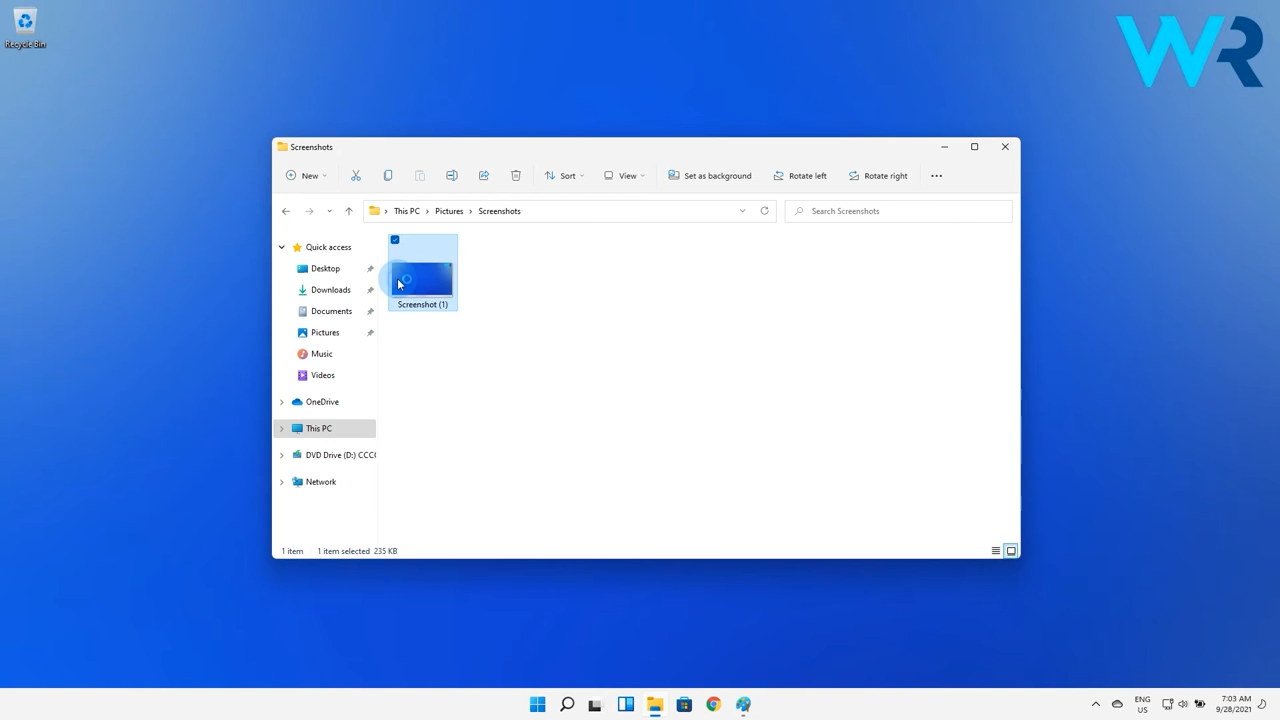 Recycle Bin
WR
Screenshots
New
Sort
View
Set as background
Rotate left
Rotate right
This PC
Pictures
Screenshots
Search Screenshots
Quick access
Desktop
Downloads
Documents
Pictures
Music
Videos
OneDrive
This PC
DVD Drive (D:) CCCO
Network
Screenshot (1)
1 item
1 item selected 235 KB
ENG
US
7:03 AM
9/28/2021